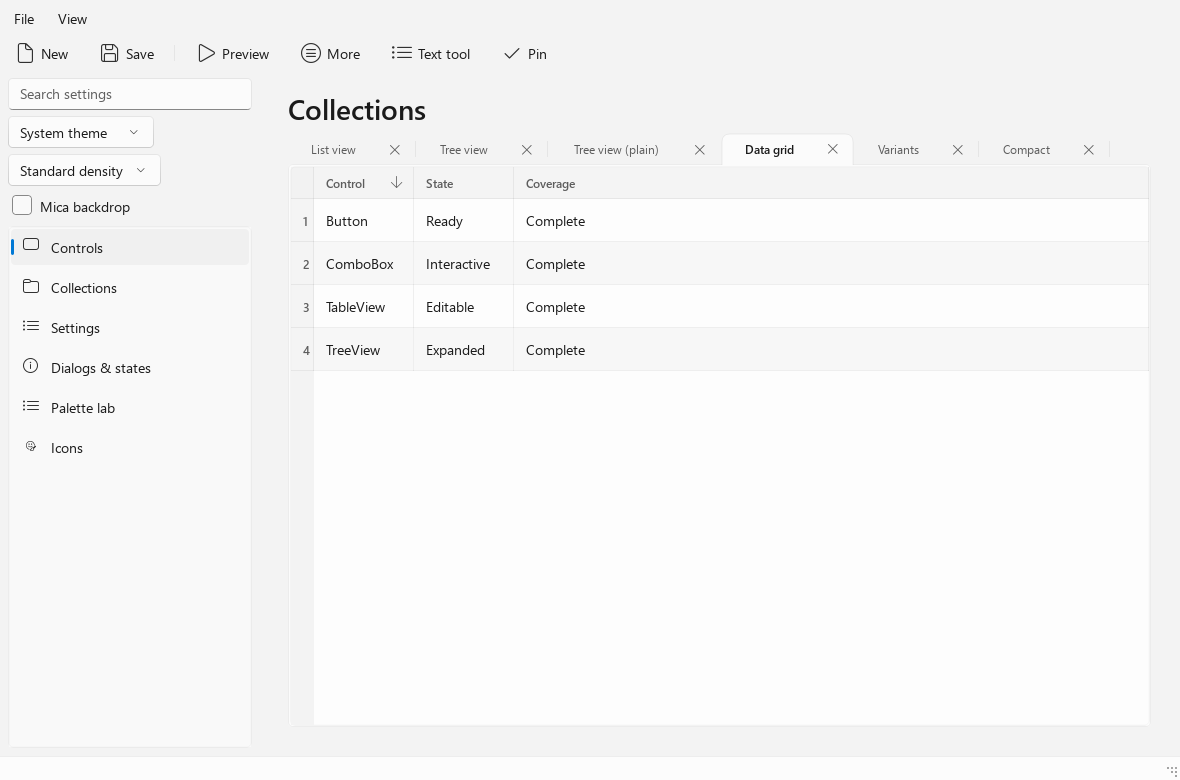 File View
New Save Preview More Text tool Pin
Search settings
System theme
Standard density
Mica backdrop
Controls
Collections
Settings
Dialogs & states
Palette lab
Icons
Collections
List view Tree view Tree view (plain) Data grid Variants Compact
Control State Coverage
1 Button Ready Complete
2 ComboBox Interactive Complete
3 TableView Editable Complete
4 TreeView Expanded Complete